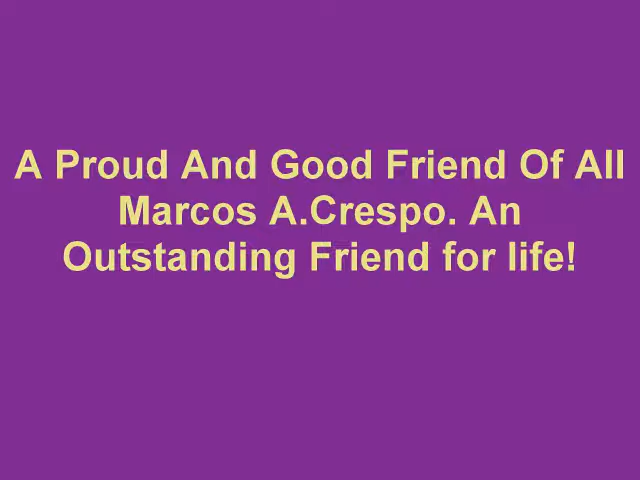 A Proud And Good Friend Of All
Marcos A.Crespo. An
Outstanding Friend for life!